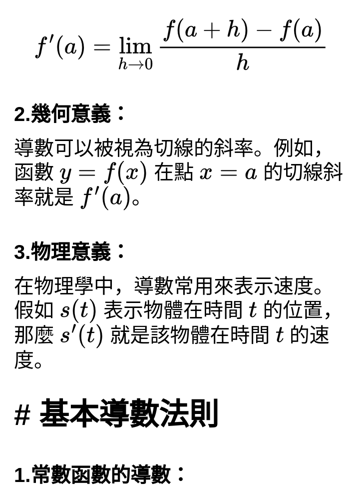 f′(a) = lim_{h→0} \frac{f(a + h) − f(a)}{h}
2.幾何意義：
導數可以被視為切線的斜率。例如，
函數 y = f(x) 在點 x = a 的切線斜
率就是 f′(a)。
3.物理意義：
在物理學中，導數常用來表示速度。
假如 s(t) 表示物體在時間 t 的位置，
那麼 s′(t) 就是該物體在時間 t 的速
度。
# 基本導數法則
1.常數函數的導數：